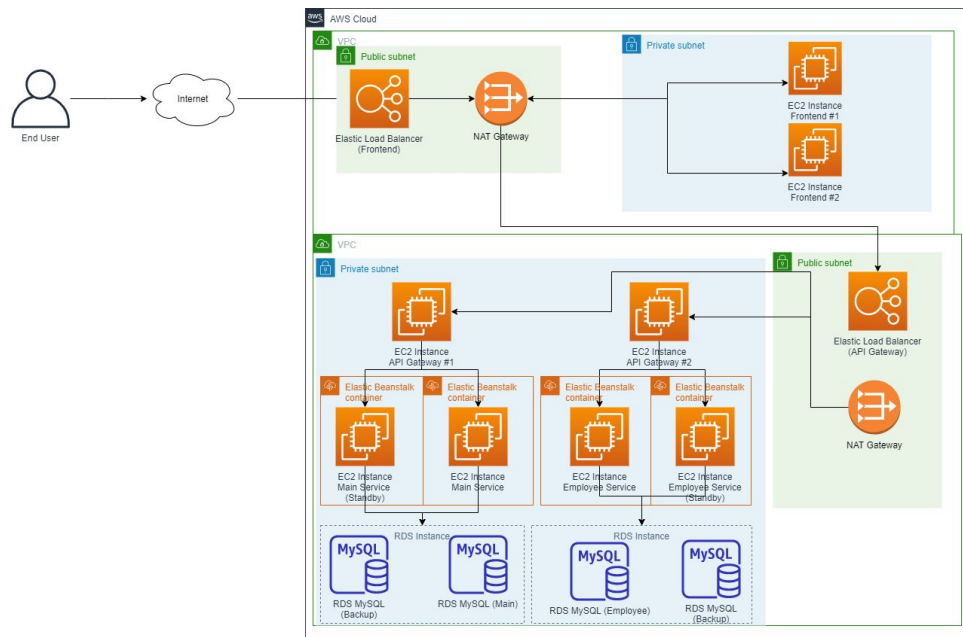 aws
AWS Cloud
VPC
Public subnet
Private subnet
End User
Internet
Elastic Load Balancer
(Frontend)
NAT Gateway
EC2 Instance
Frontend #1
EC2 Instance
Frontend #2
VPC
Private subnet
Public subnet
EC2 Instance
API Gateway #1
EC2 Instance
API Gateway #2
Elastic Load Balancer
(API Gateway)
NAT Gateway
Elastic Beanstalk
container
Elastic Beanstalk
container
Elastic Beanstalk
container
Elastic Beanstalk
container
EC2 Instance
Main Service
(Standby)
EC2 Instance
Main Service
EC2 Instance
Employee Service
EC2 Instance
Employee Service
(Standby)
RDS Instance
MySQL
RDS MySQL
(Backup)
MySQL
RDS MySQL (Main)
RDS Instance
MySQL
RDS MySQL (Employee)
MySQL
RDS MySQL
(Backup)